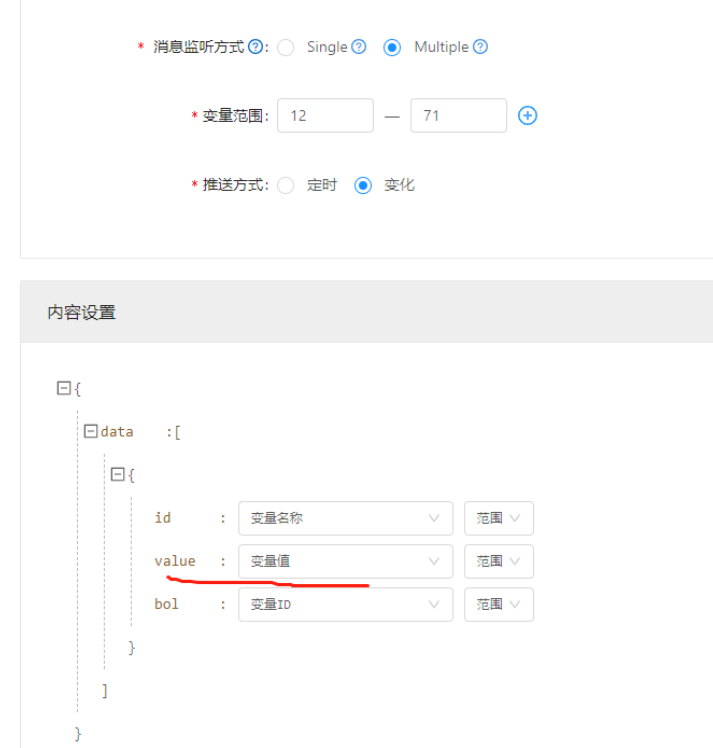 * 消息监听方式 ? : Single ? Multiple ?
* 变量范围: 12 — 71
* 推送方式: 定时 变化
内容设置
{
data :[
{
id : 变量名称 范围
value : 变量值 范围
bol : 变量ID 范围
}
]
}